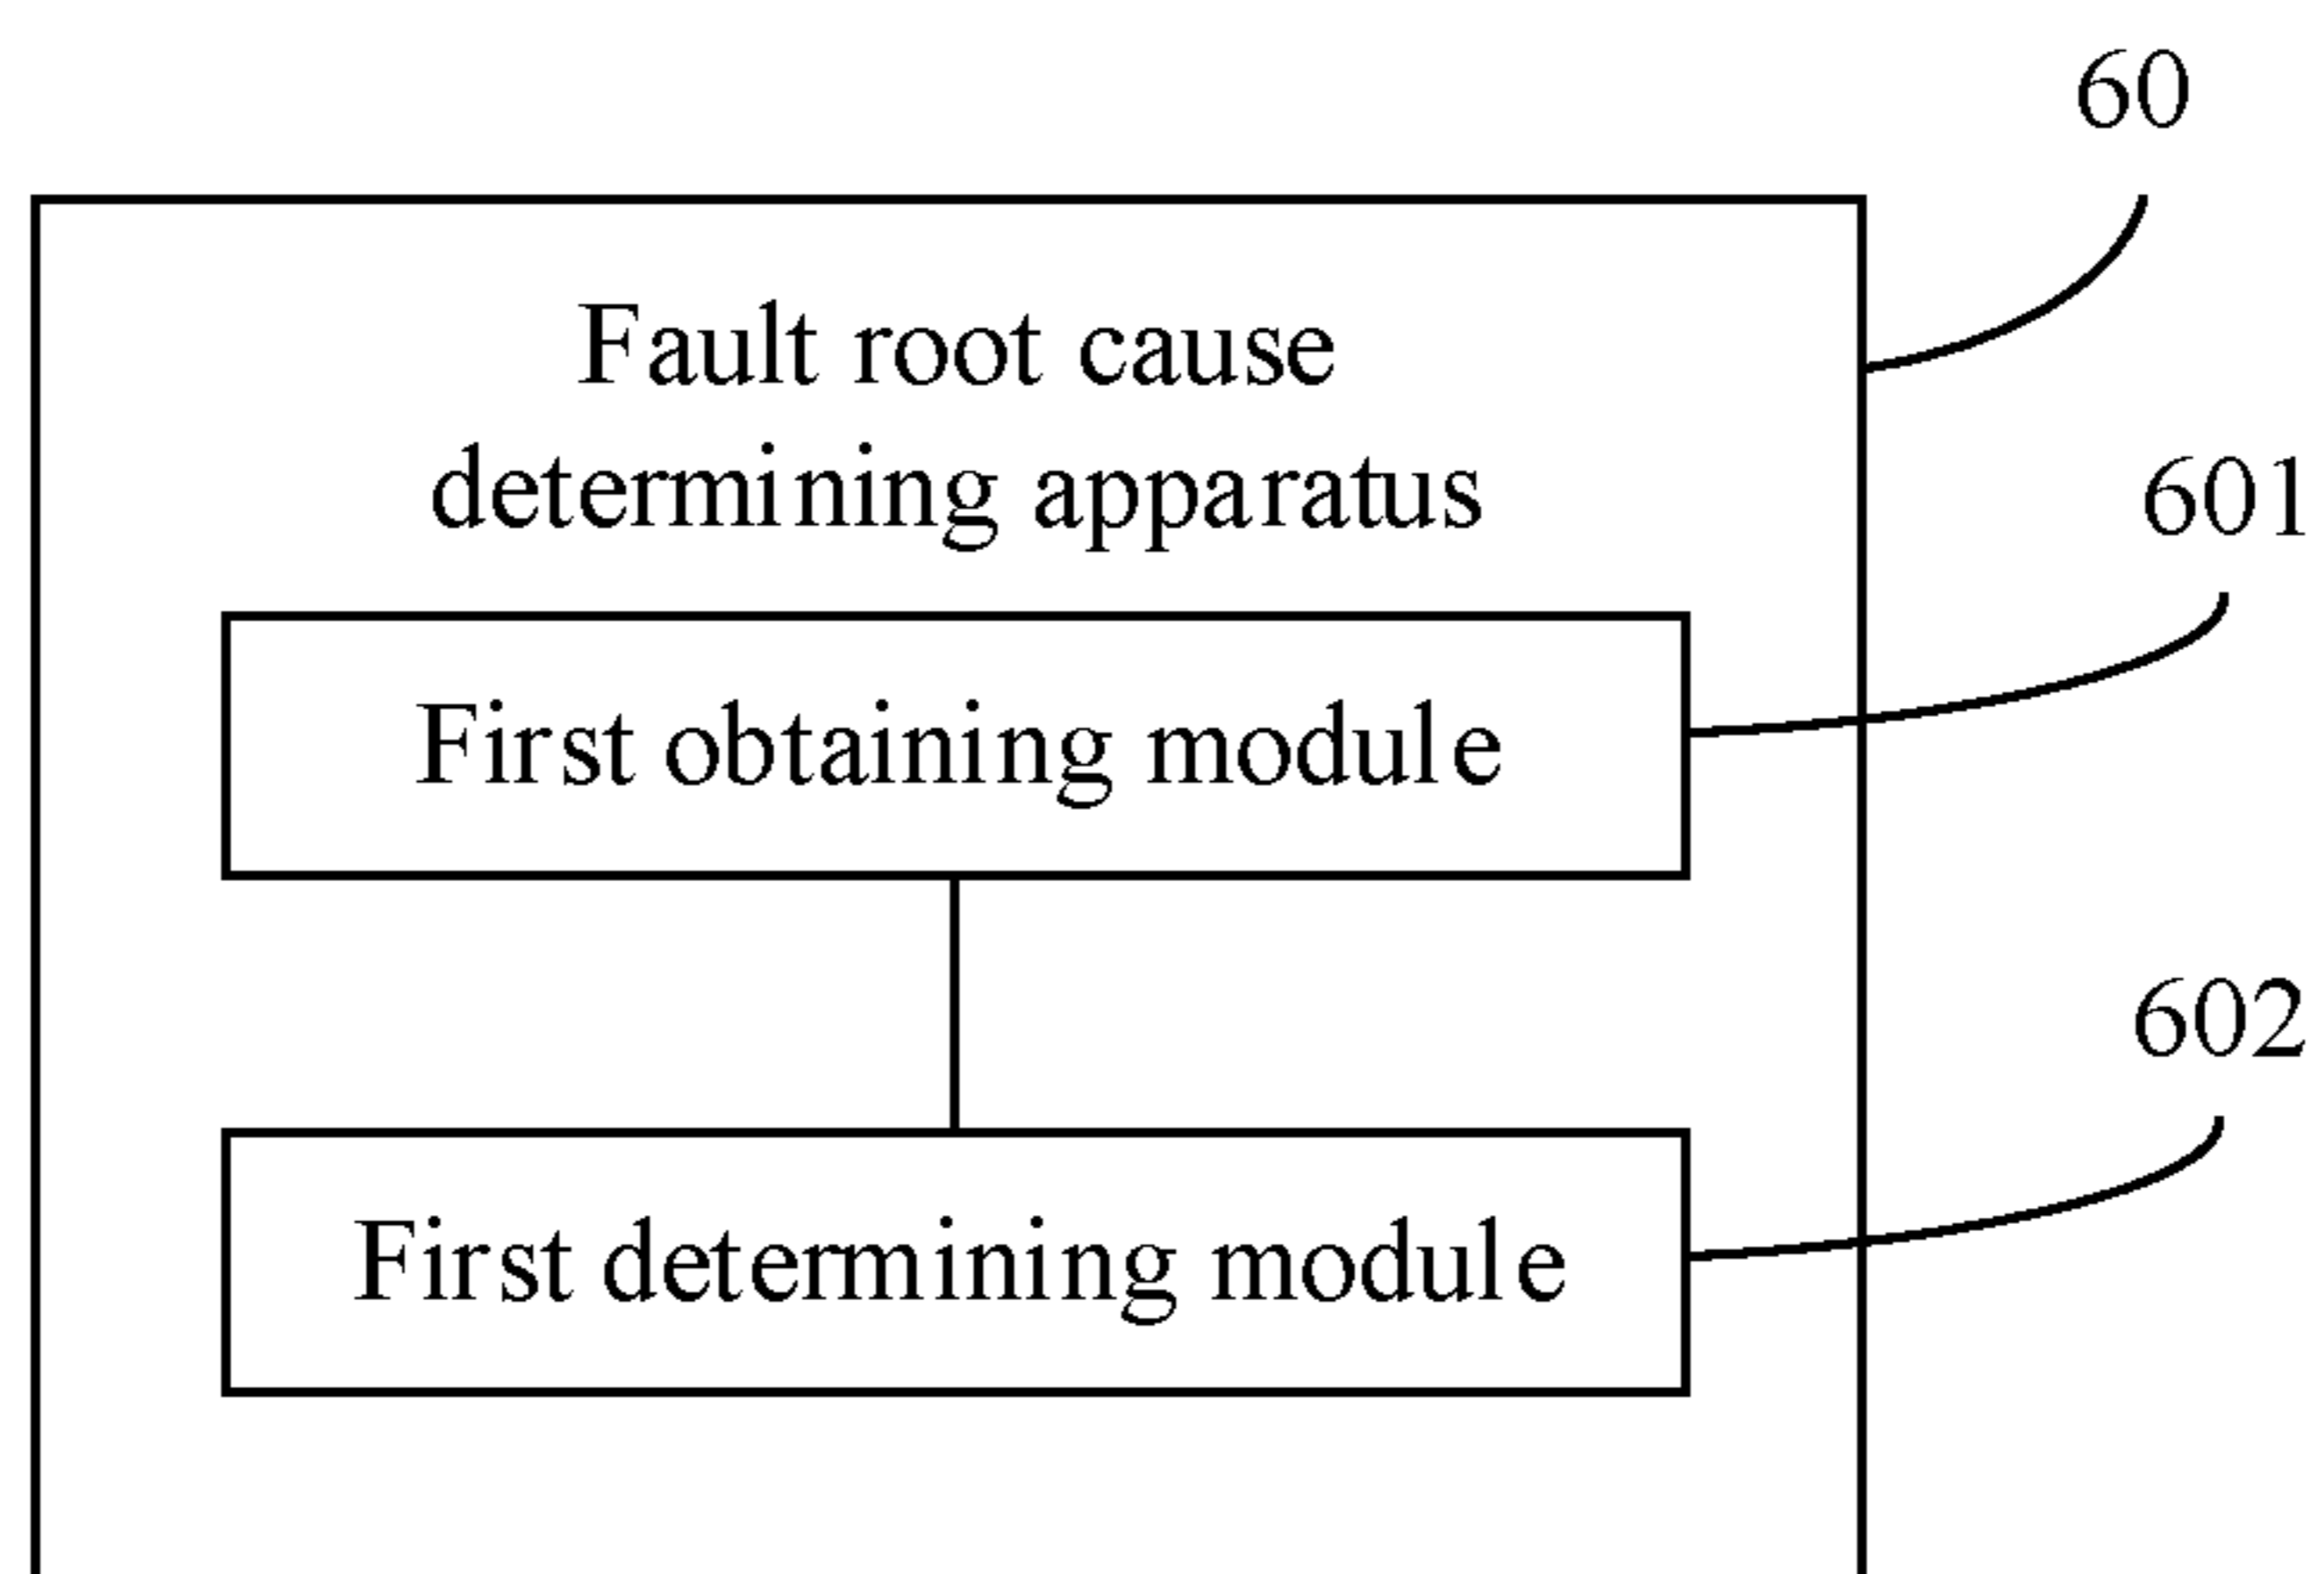 60
Fault root cause
determining apparatus
601
First obtaining module
602
First determining module